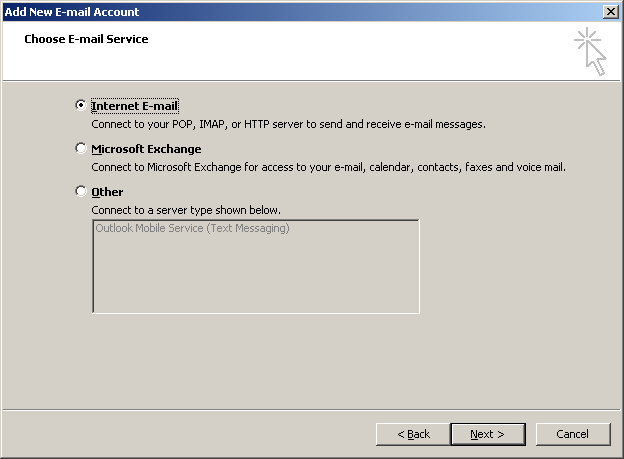 Add New E-mail Account
Choose E-mail Service
Internet E-mail
Connect to your POP, IMAP, or HTTP server to send and receive e-mail messages.
Microsoft Exchange
Connect to Microsoft Exchange for access to your e-mail, calendar, contacts, faxes and voice mail.
Other
Connect to a server type shown below.
Outlook Mobile Service (Text Messaging)
< Back
Next >
Cancel